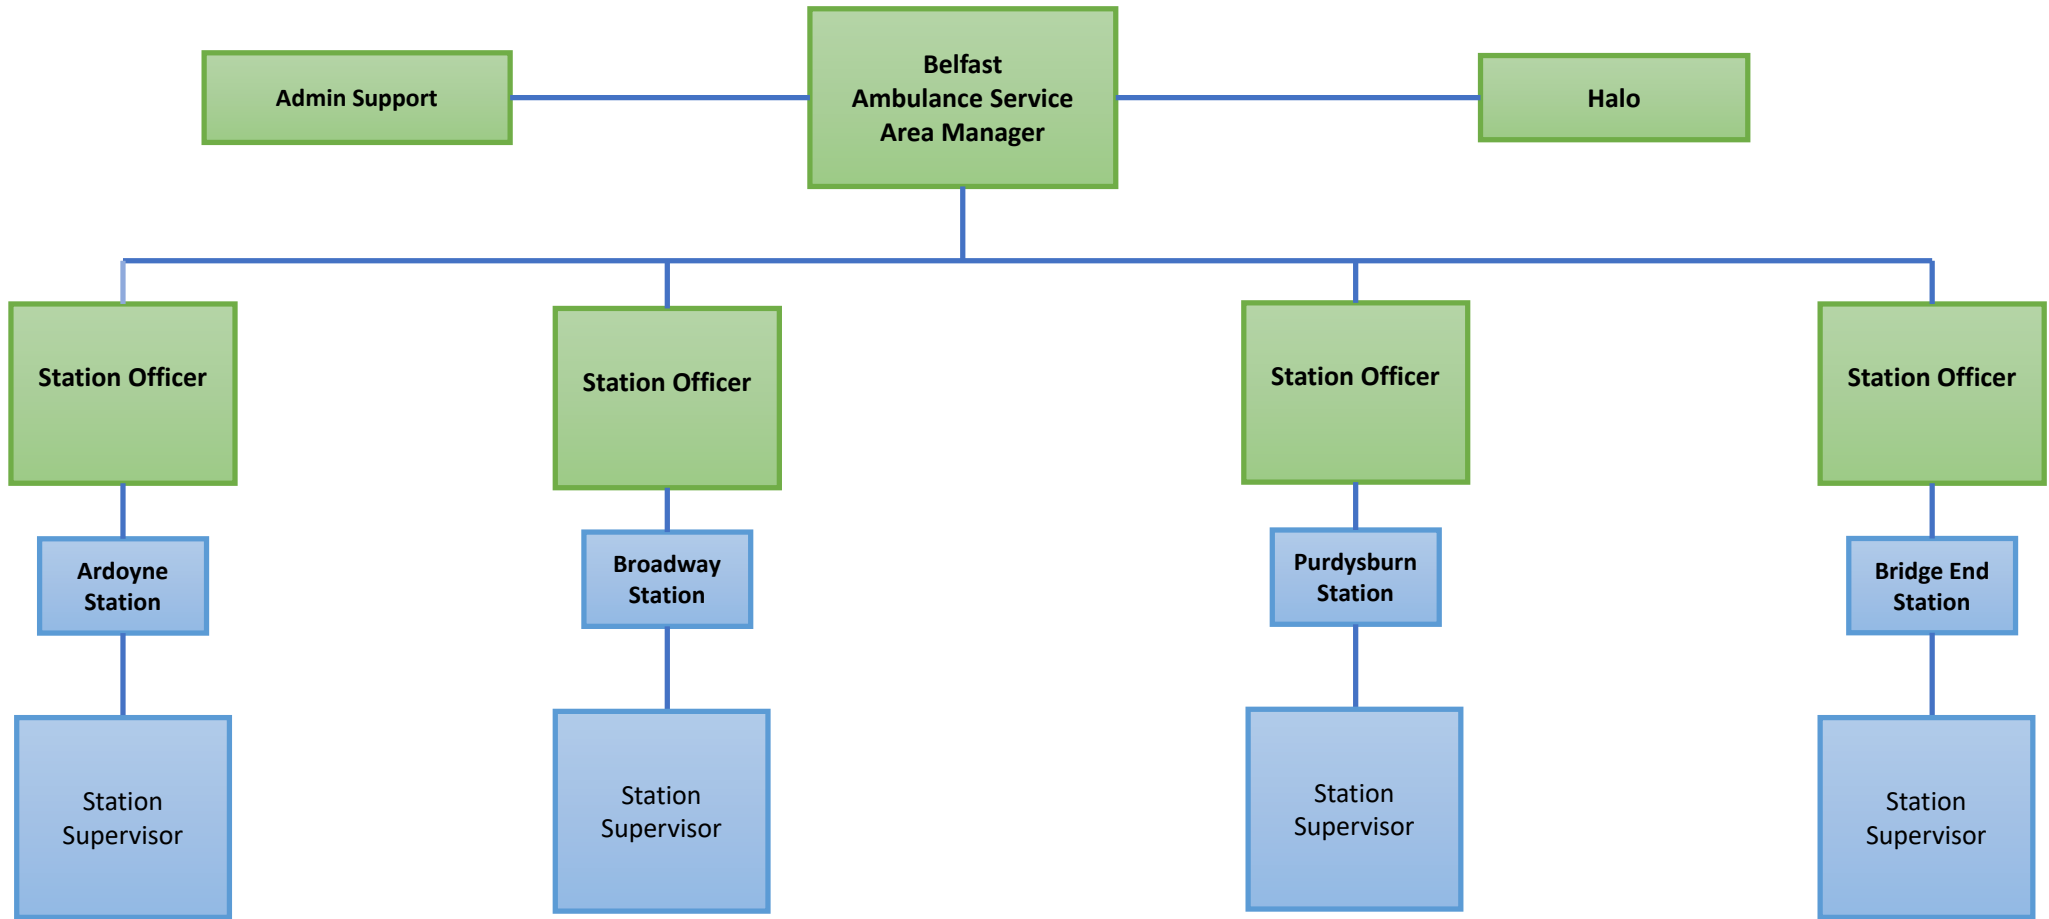 Admin Support
Belfast
Ambulance Service
Area Manager
Halo
Station Officer
Station Officer
Station Officer
Station Officer
Ardoyne
Station
Broadway
Station
Purdysburn
Station
Bridge End
Station
Station
Supervisor
Station
Supervisor
Station
Supervisor
Station
Supervisor